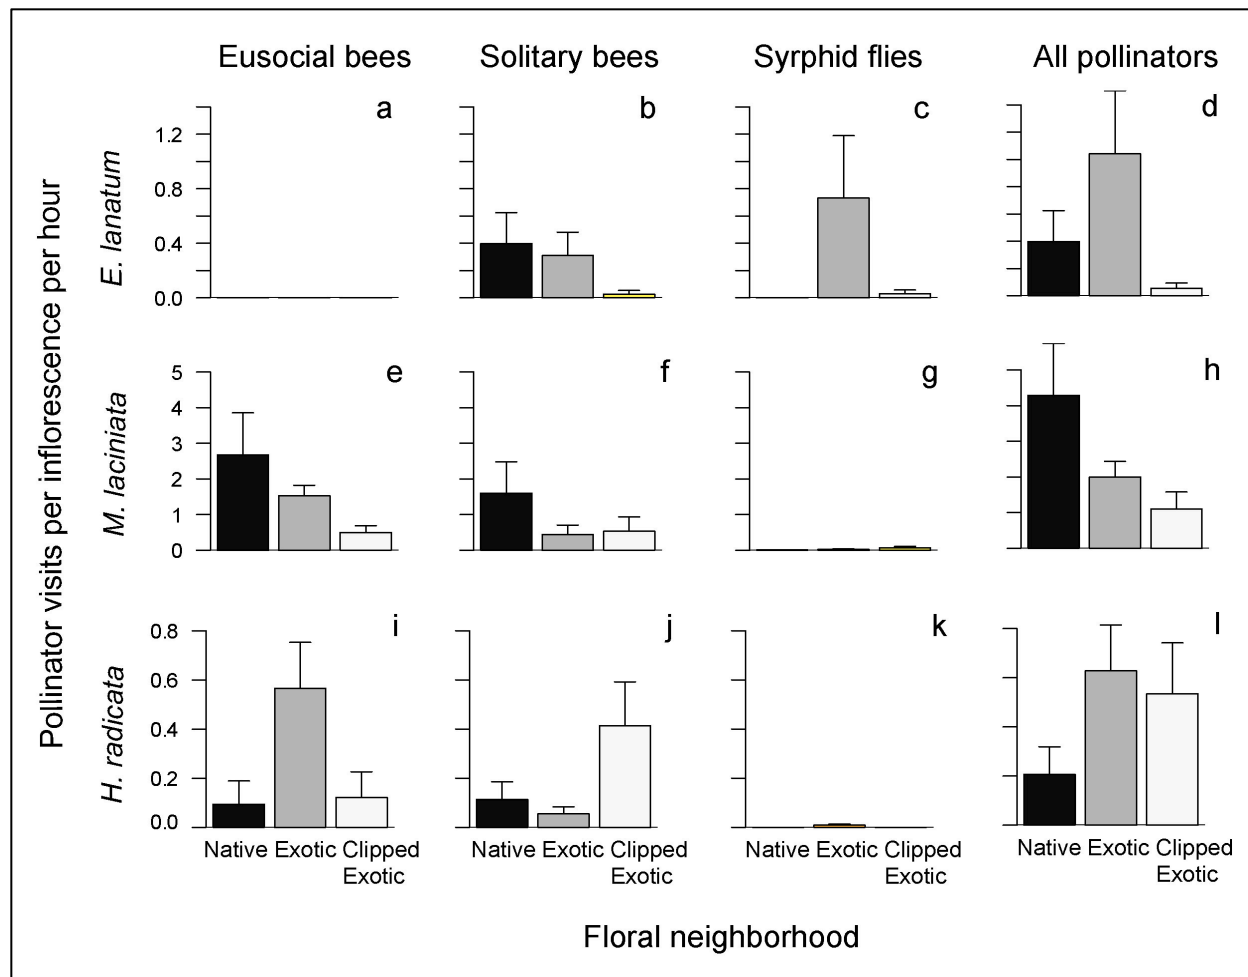 Eusocial bees Solitary bees Syrphid flies All pollinators
Pollinator visits per inflorescence per hour
E. lanatum
a b c d
1.2
0.8
0.4
0.0
M. laciniata
e f g h
5
4
3
2
1
0
H. radicata
i j k l
0.8
0.6
0.4
0.2
0.0
Native Exotic Clipped Native Exotic Clipped Native Exotic Clipped Native Exotic Clipped
Exotic Exotic Exotic Exotic
Floral neighborhood